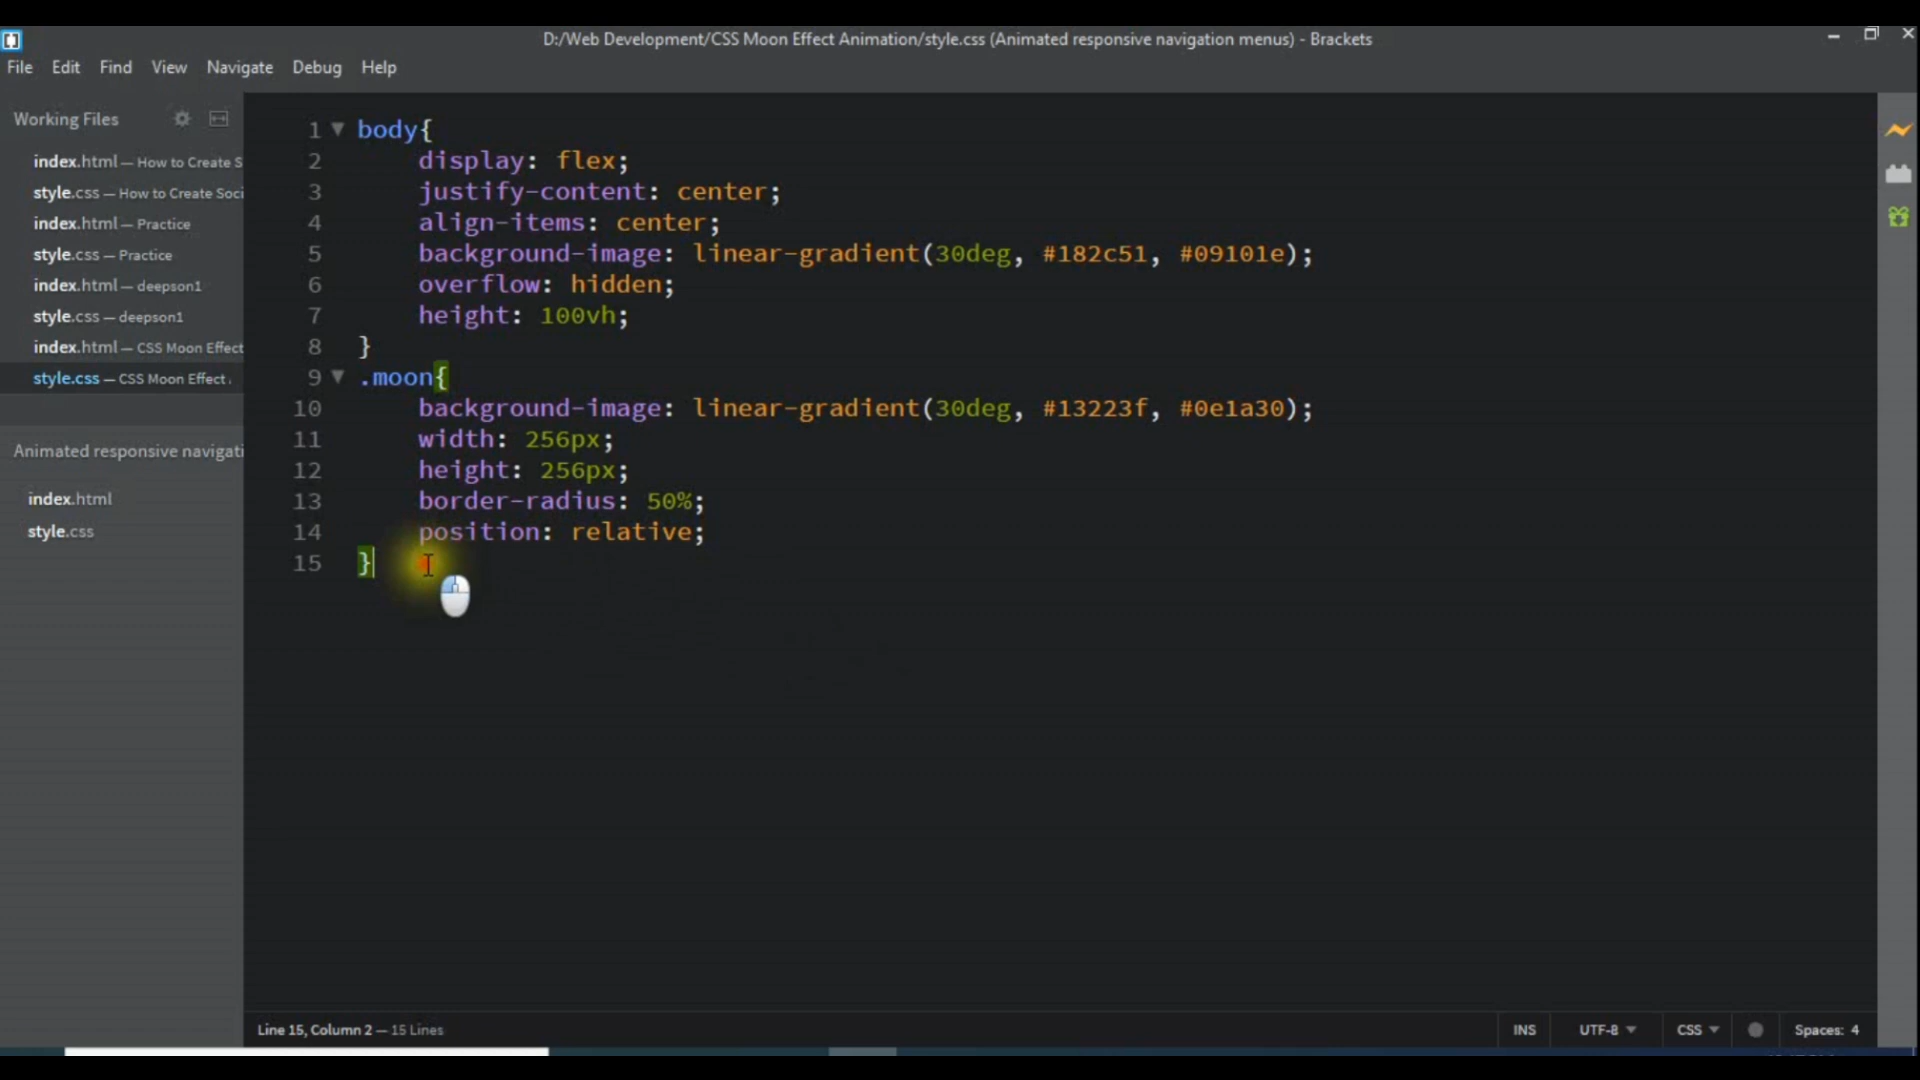 D:/Web Development/CSS Moon Effect Animation/style.css (Animated responsive navigation menus) - Brackets
File Edit Find View Navigate Debug Help
Working Files
index.html — How to Create S
style.css — How to Create Soci
index.html — Practice
style.css — Practice
index.html — deepson1
style.css — deepson1
index.html — CSS Moon Effect
style.css — CSS Moon Effect
Animated responsive navigati
index.html
style.css
1 body{
2 display: flex;
3 justify-content: center;
4 align-items: center;
5 background-image: linear-gradient(30deg, #182c51, #09101e);
6 overflow: hidden;
7 height: 100vh;
8 }
9 .moon{
10 background-image: linear-gradient(30deg, #13223f, #0e1a30);
11 width: 256px;
12 height: 256px;
13 border-radius: 50%;
14 position: relative;
15 }
Line 15, Column 2 — 15 Lines
INS UTF-8 CSS Spaces: 4